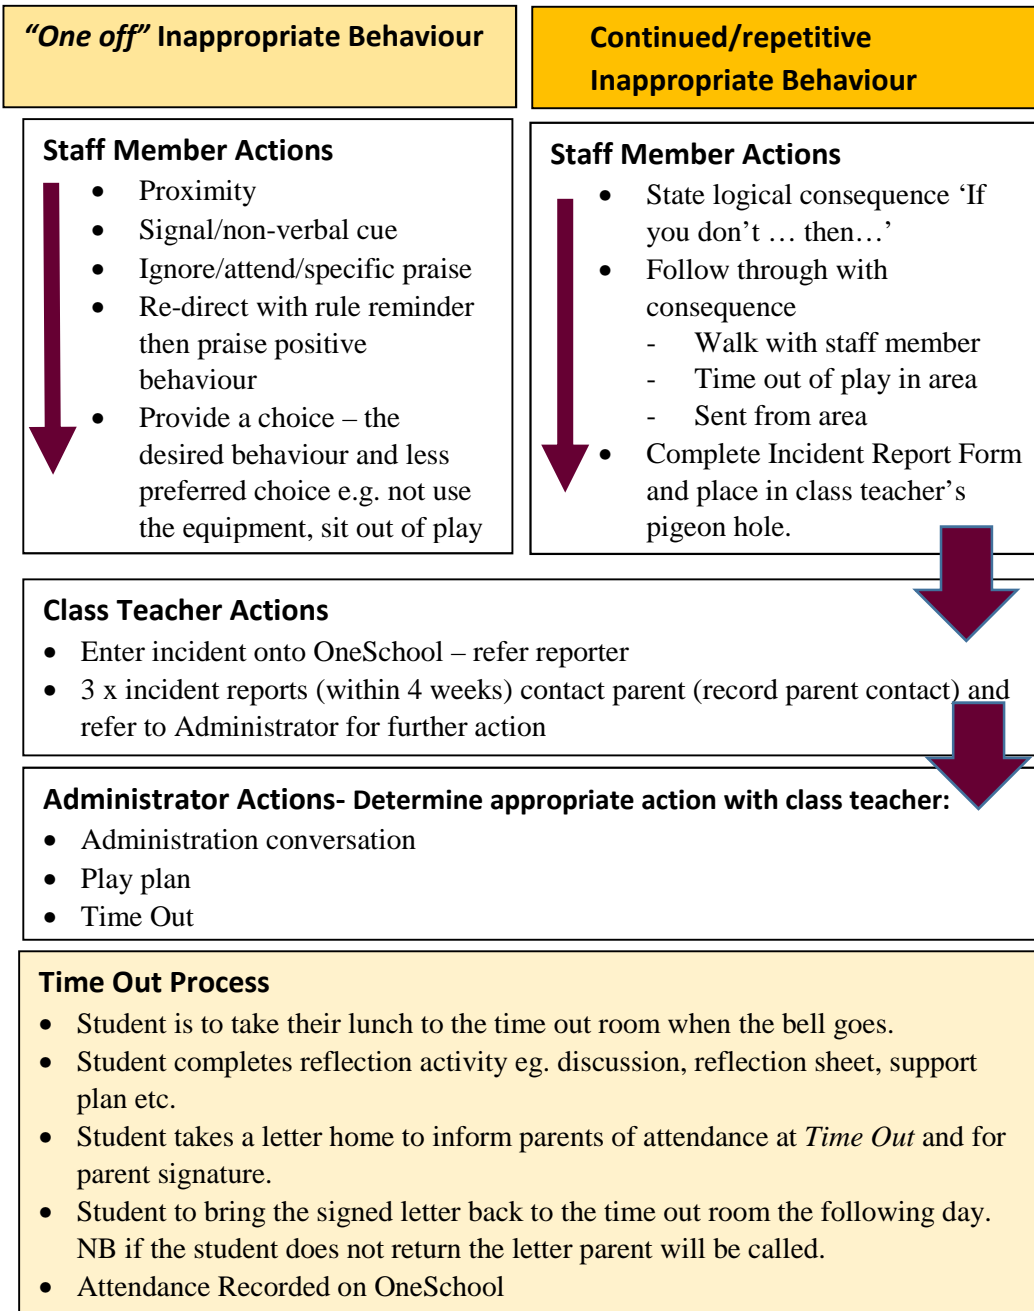 “One off” Inappropriate Behaviour
Continued/repetitive
Inappropriate Behaviour
Staff Member Actions
• Proximity
• Signal/non-verbal cue
• Ignore/attend/specific praise
• Re-direct with rule reminder
then praise positive
behaviour
• Provide a choice – the
desired behaviour and less
preferred choice e.g. not use
the equipment, sit out of play
Staff Member Actions
• State logical consequence ‘If
you don’t … then…’
• Follow through with
consequence
- Walk with staff member
- Time out of play in area
- Sent from area
• Complete Incident Report Form
and place in class teacher’s
pigeon hole.
Class Teacher Actions
• Enter incident onto OneSchool – refer reporter
• 3 x incident reports (within 4 weeks) contact parent (record parent contact) and
refer to Administrator for further action
Administrator Actions- Determine appropriate action with class teacher:
• Administration conversation
• Play plan
• Time Out
Time Out Process
• Student is to take their lunch to the time out room when the bell goes.
• Student completes reflection activity eg. discussion, reflection sheet, support
plan etc.
• Student takes a letter home to inform parents of attendance at Time Out and for
parent signature.
• Student to bring the signed letter back to the time out room the following day.
NB if the student does not return the letter parent will be called.
• Attendance Recorded on OneSchool